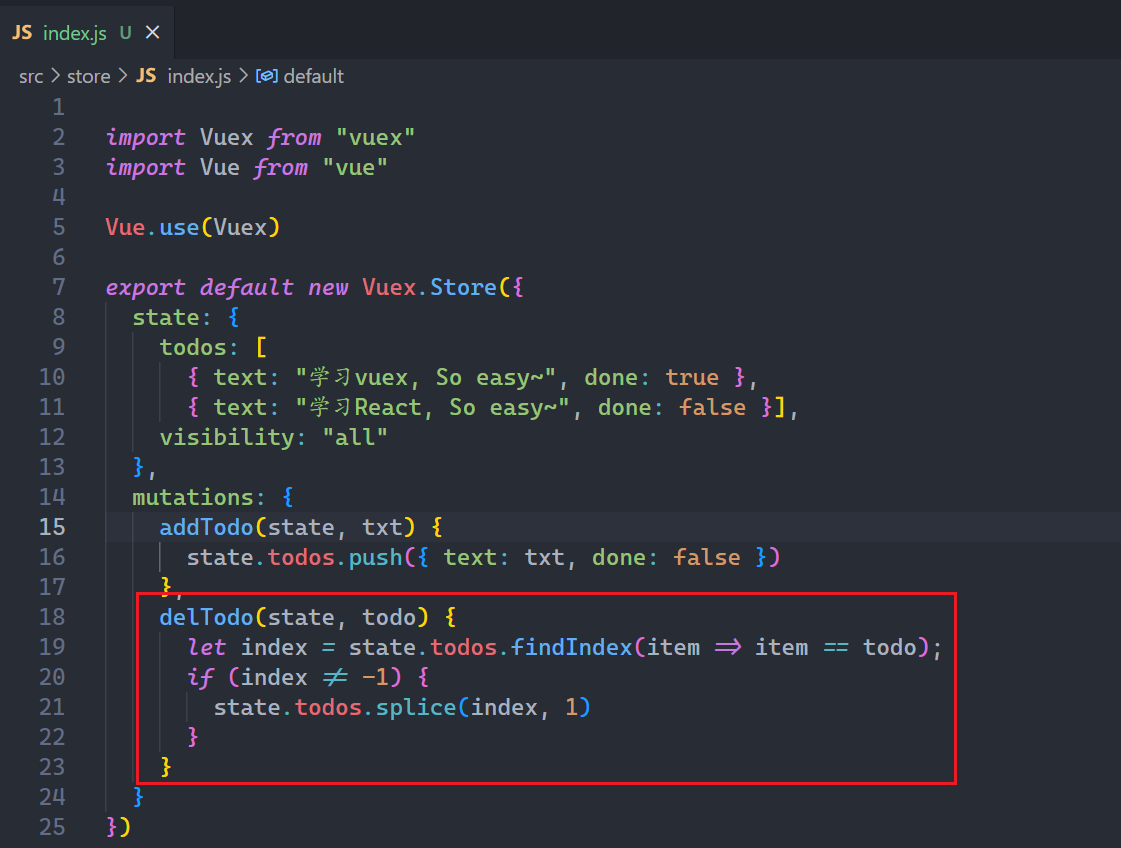 JS index.js U ×
src > store > JS index.js > default
1
2 import Vuex from "vuex"
3 import Vue from "vue"
4
5 Vue.use(Vuex)
6
7 export default new Vuex.Store({
8 state: {
9 todos: [
10 { text: "学习vuex, So easy~", done: true },
11 { text: "学习React, So easy~", done: false }],
12 visibility: "all"
13 },
14 mutations: {
15 addTodo(state, txt) {
16 state.todos.push({ text: txt, done: false })
17 },
18 delTodo(state, todo) {
19 let index = state.todos.findIndex(item => item == todo);
20 if (index != -1) {
21 state.todos.splice(index, 1)
22 }
23 }
24 }
25 })